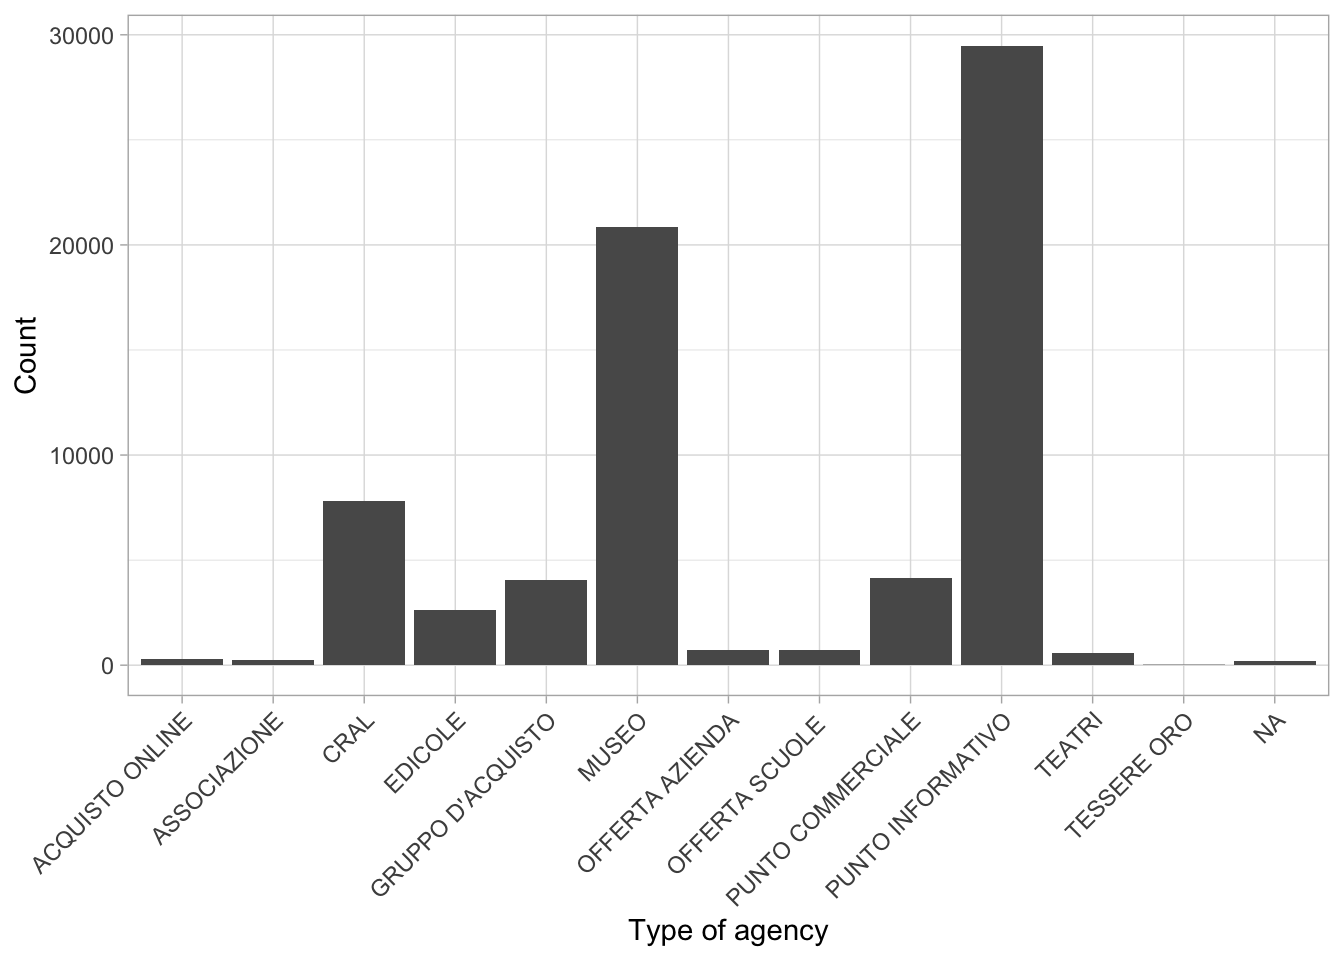 30000
20000
10000
0
Count
ACQUISTO ONLINE
ASSOCIAZIONE
CRAL
EDICOLE
GRUPPO D'ACQUISTO
MUSEO
OFFERTA AZIENDA
OFFERTA SCUOLE
PUNTO COMMERCIALE
PUNTO INFORMATIVO
TEATRI
TESSERE ORO
NA
Type of agency